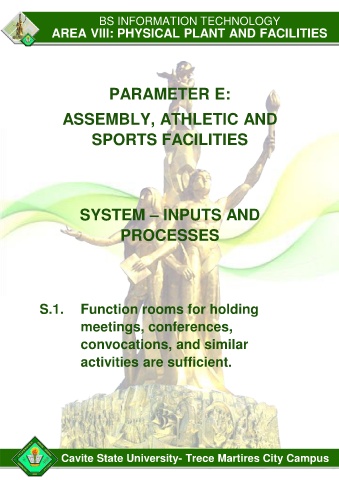 BS INFORMATION TECHNOLOGY
AREA VIII: PHYSICAL PLANT AND FACILITIES
PARAMETER E:
ASSEMBLY, ATHLETIC AND
SPORTS FACILITIES
SYSTEM – INPUTS AND
PROCESSES
S.1. Function rooms for holding
meetings, conferences,
convocations, and similar
activities are sufficient.
Cavite State University- Trece Martires City Campus